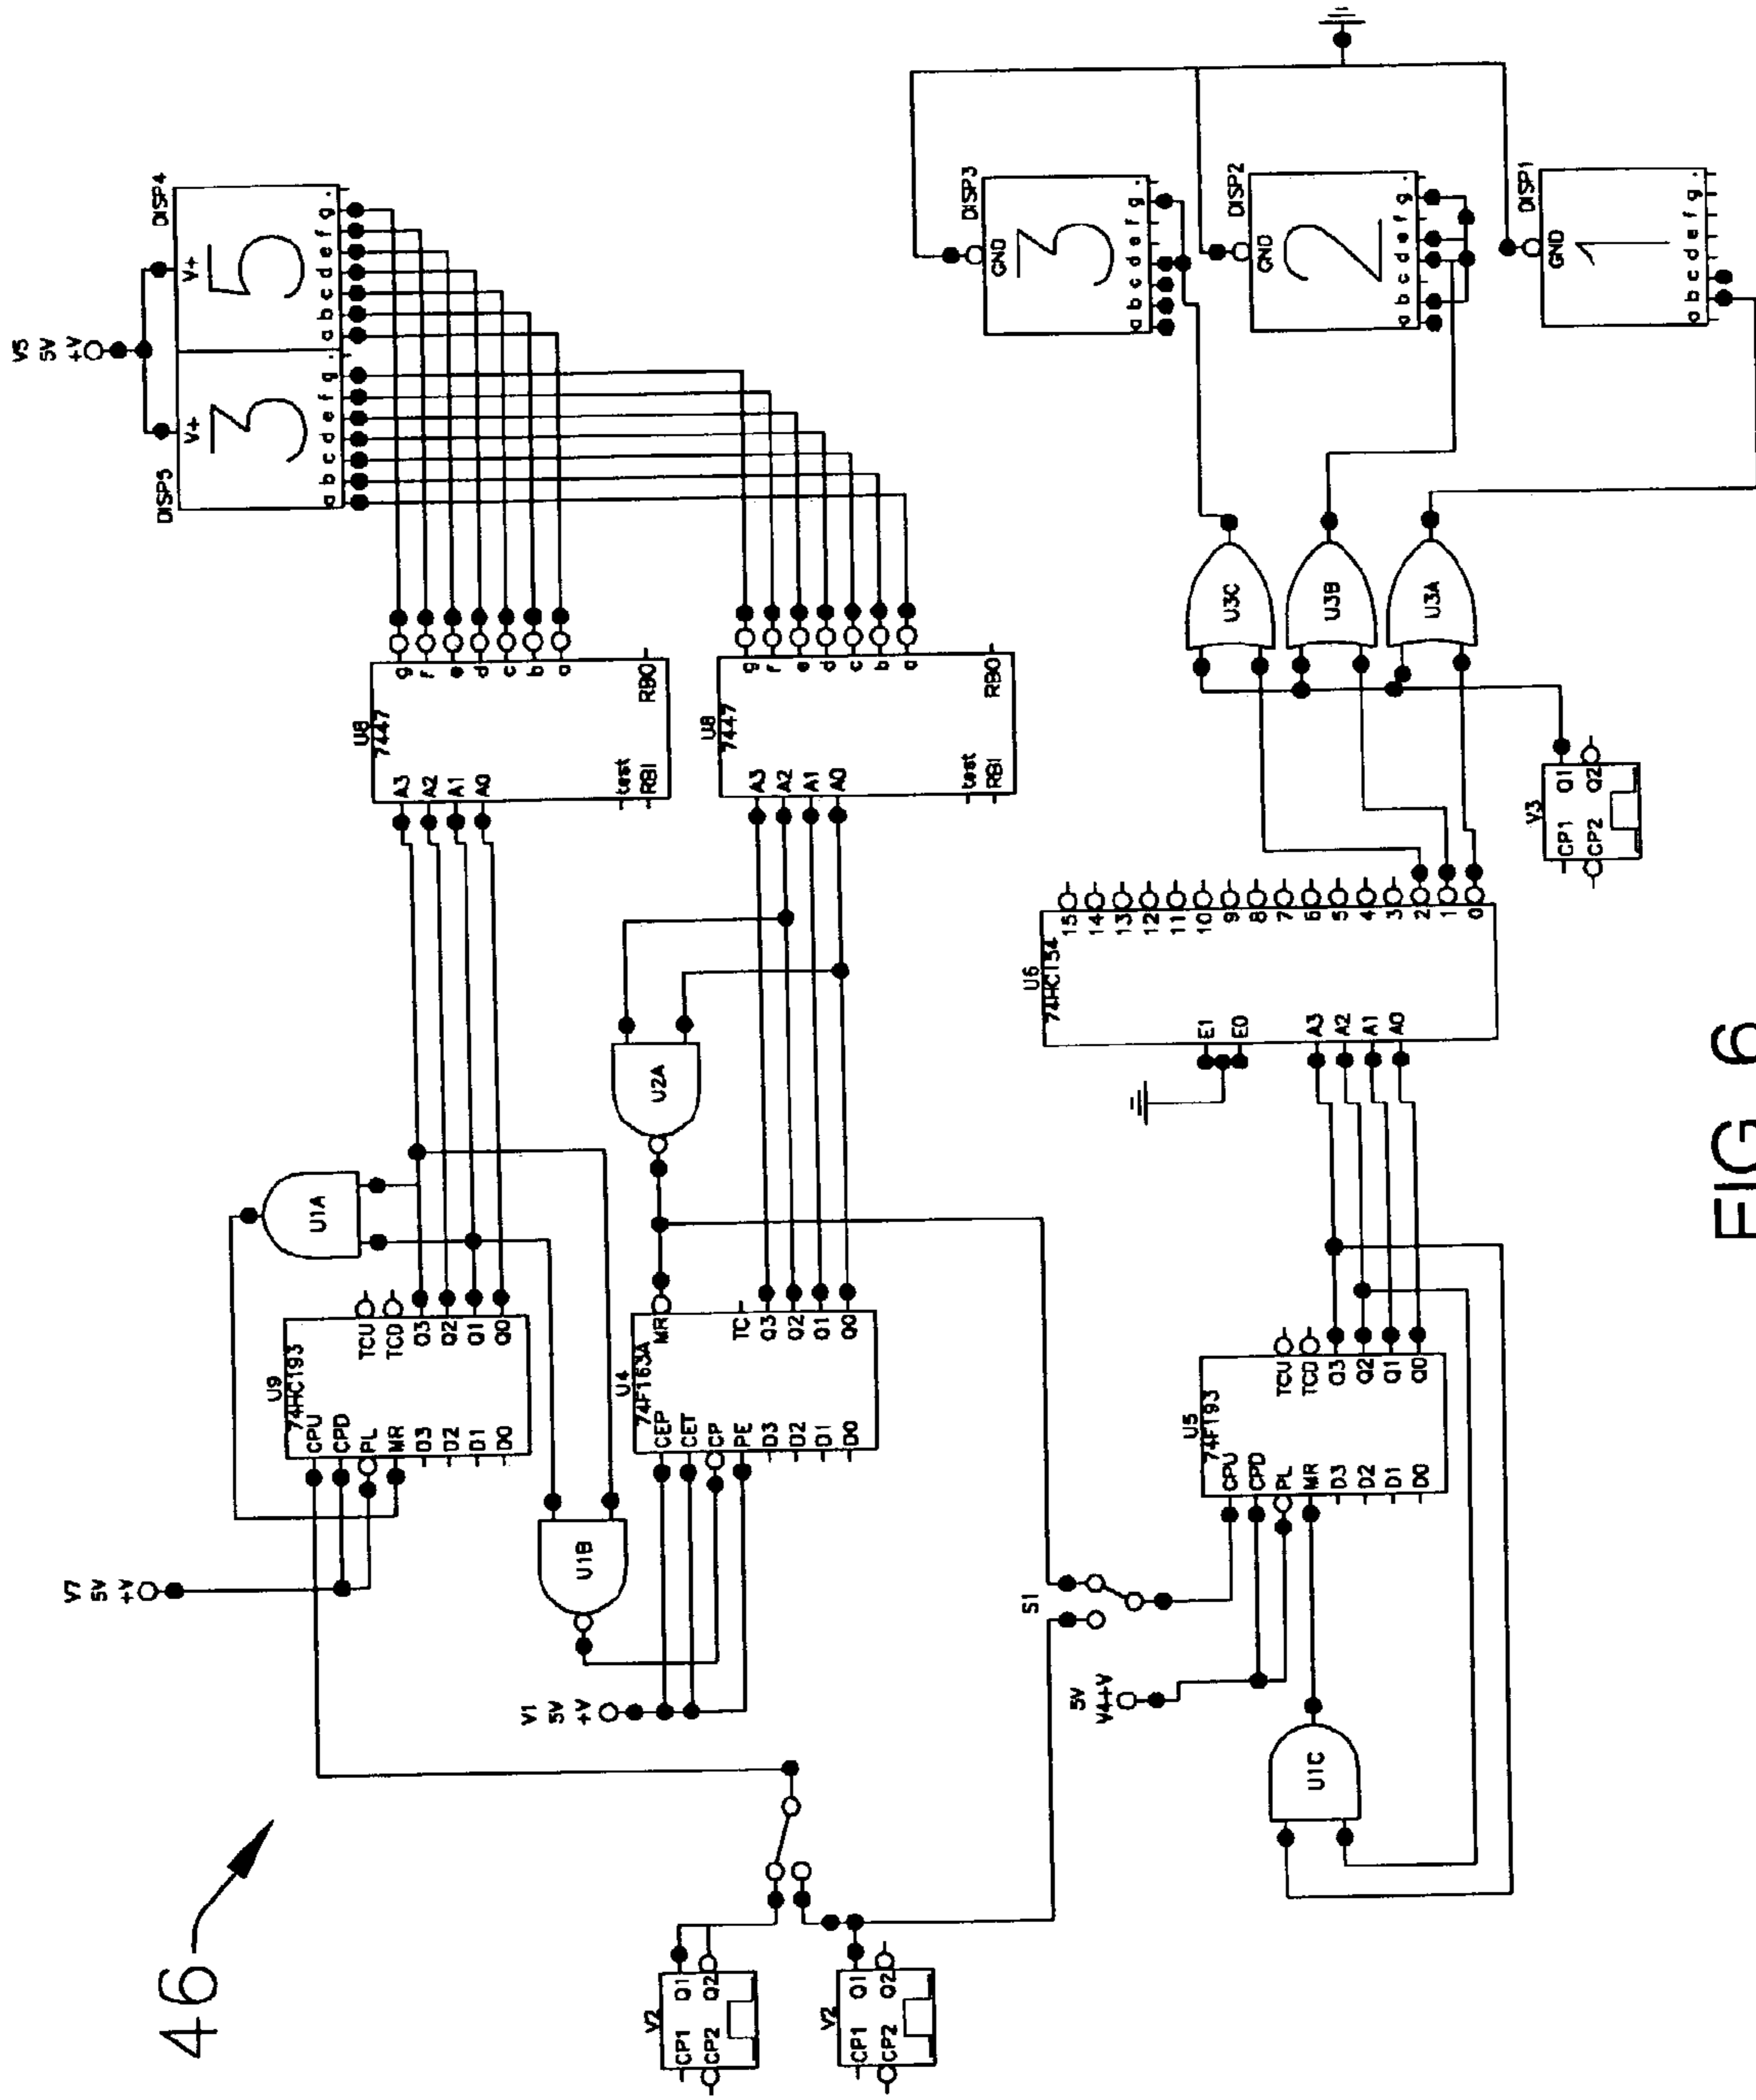 46
V5
5V
+V
DISP5
V+
3
a b c d e f g .
DISP4
V+
5
a b c d e f g .
V7
5V
+V
U9
74HC193
CPU
CPD
PL
MR
D3
D2
D1
D0
TCU
TCD
Q3
Q2
Q1
Q0
U1A
U8
7447
A3
A2
A1
A0
test
RBI
g
f
e
d
c
b
a
RBO
U1B
V1
5V
+V
U4
74F163A
CEP
CET
CP
PE
D3
D2
D1
D0
MR
TC
Q3
Q2
Q1
Q0
U2A
U8
7447
A3
A2
A1
A0
test
RBI
g
f
e
d
c
b
a
RBO
V2
CP1 Q1
CP2 Q2
V2
CP1 Q1
CP2 Q2
S1
5V
V4+V
U1C
U5
74F193
CPU
CPD
PL
MR
D3
D2
D1
D0
TCU
TCD
Q3
Q2
Q1
Q0
U6
74HC154
E1
E0
A3
A2
A1
A0
15
14
13
12
11
10
9
8
7
6
5
4
3
2
1
0
V3
CP1 Q1
CP2 Q2
U3C
U3B
U3A
DISP3
GND
3
a b c d e f g .
DISP2
GND
2
a b c d e f g .
DISP1
GND
1
a b c d e f g .
FIG 6